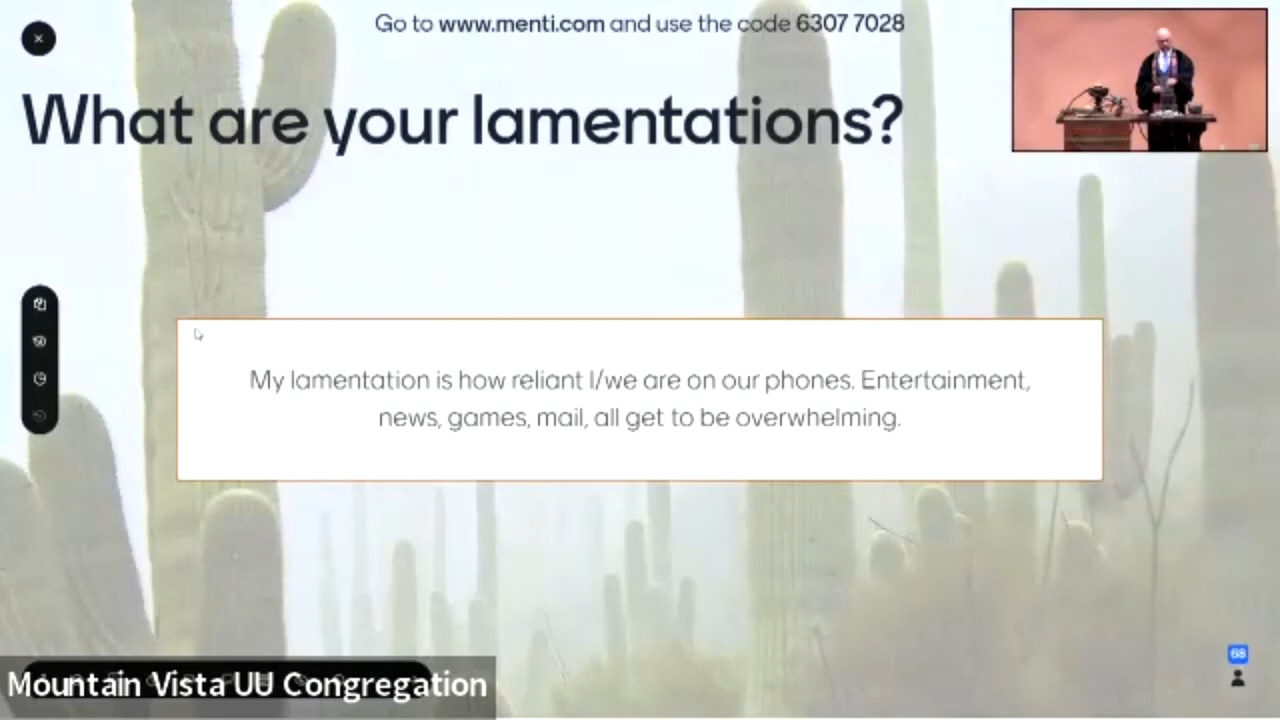 Go to www.menti.com and use the code 6307 7028
What are your lamentations?
My lamentation is how reliant I/we are on our phones. Entertainment,
news, games, mail, all get to be overwhelming.
68
Mountain Vista UU Congregation